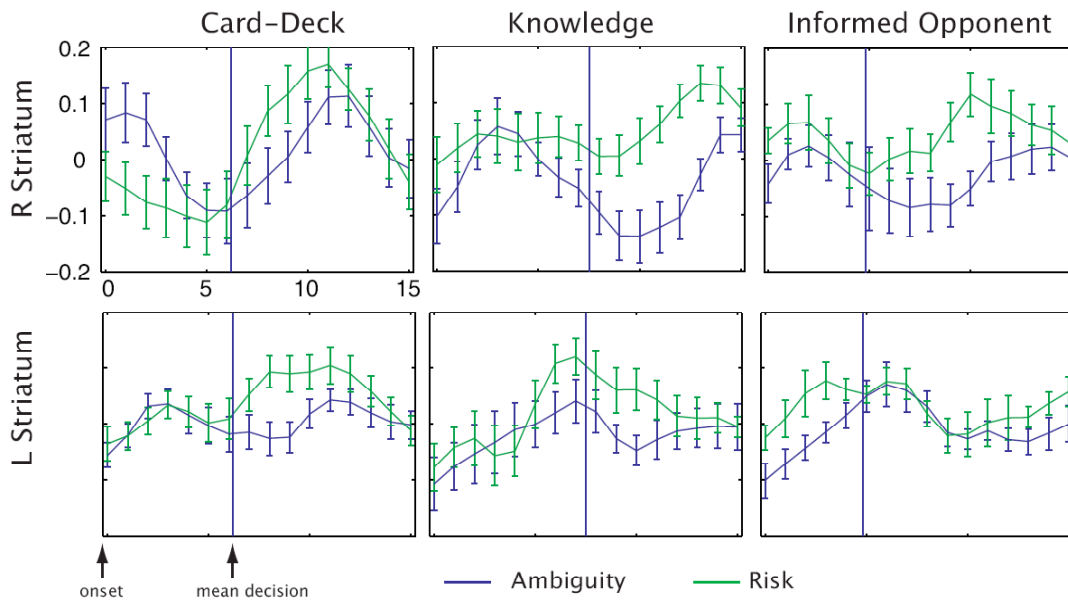 Card–Deck Knowledge Informed Opponent
R Striatum
0.2
0.1
0
−0.1
−0.2
0 5 10 15
L Striatum
onset mean decision
Ambiguity Risk